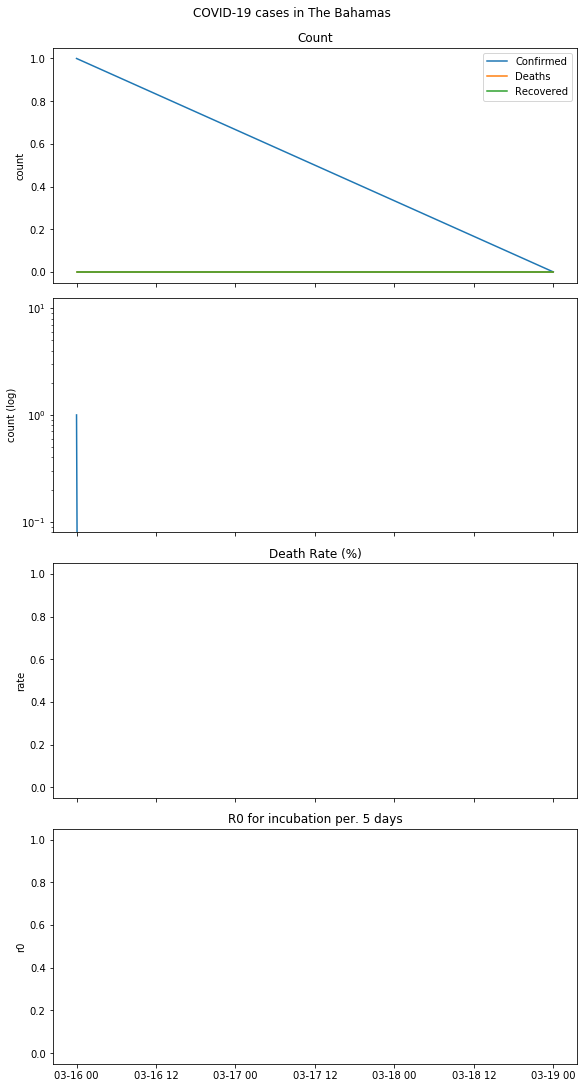 COVID-19 cases in The Bahamas
Count
Confirmed
Deaths
Recovered
1.0
0.8
0.6
0.4
0.2
0.0
count
10¹
10⁰
10⁻¹
count (log)
Death Rate (%)
1.0
0.8
0.6
0.4
0.2
0.0
rate
R0 for incubation per. 5 days
1.0
0.8
0.6
0.4
0.2
0.0
r0
03-16 00 03-16 12 03-17 00 03-17 12 03-18 00 03-18 12 03-19 00